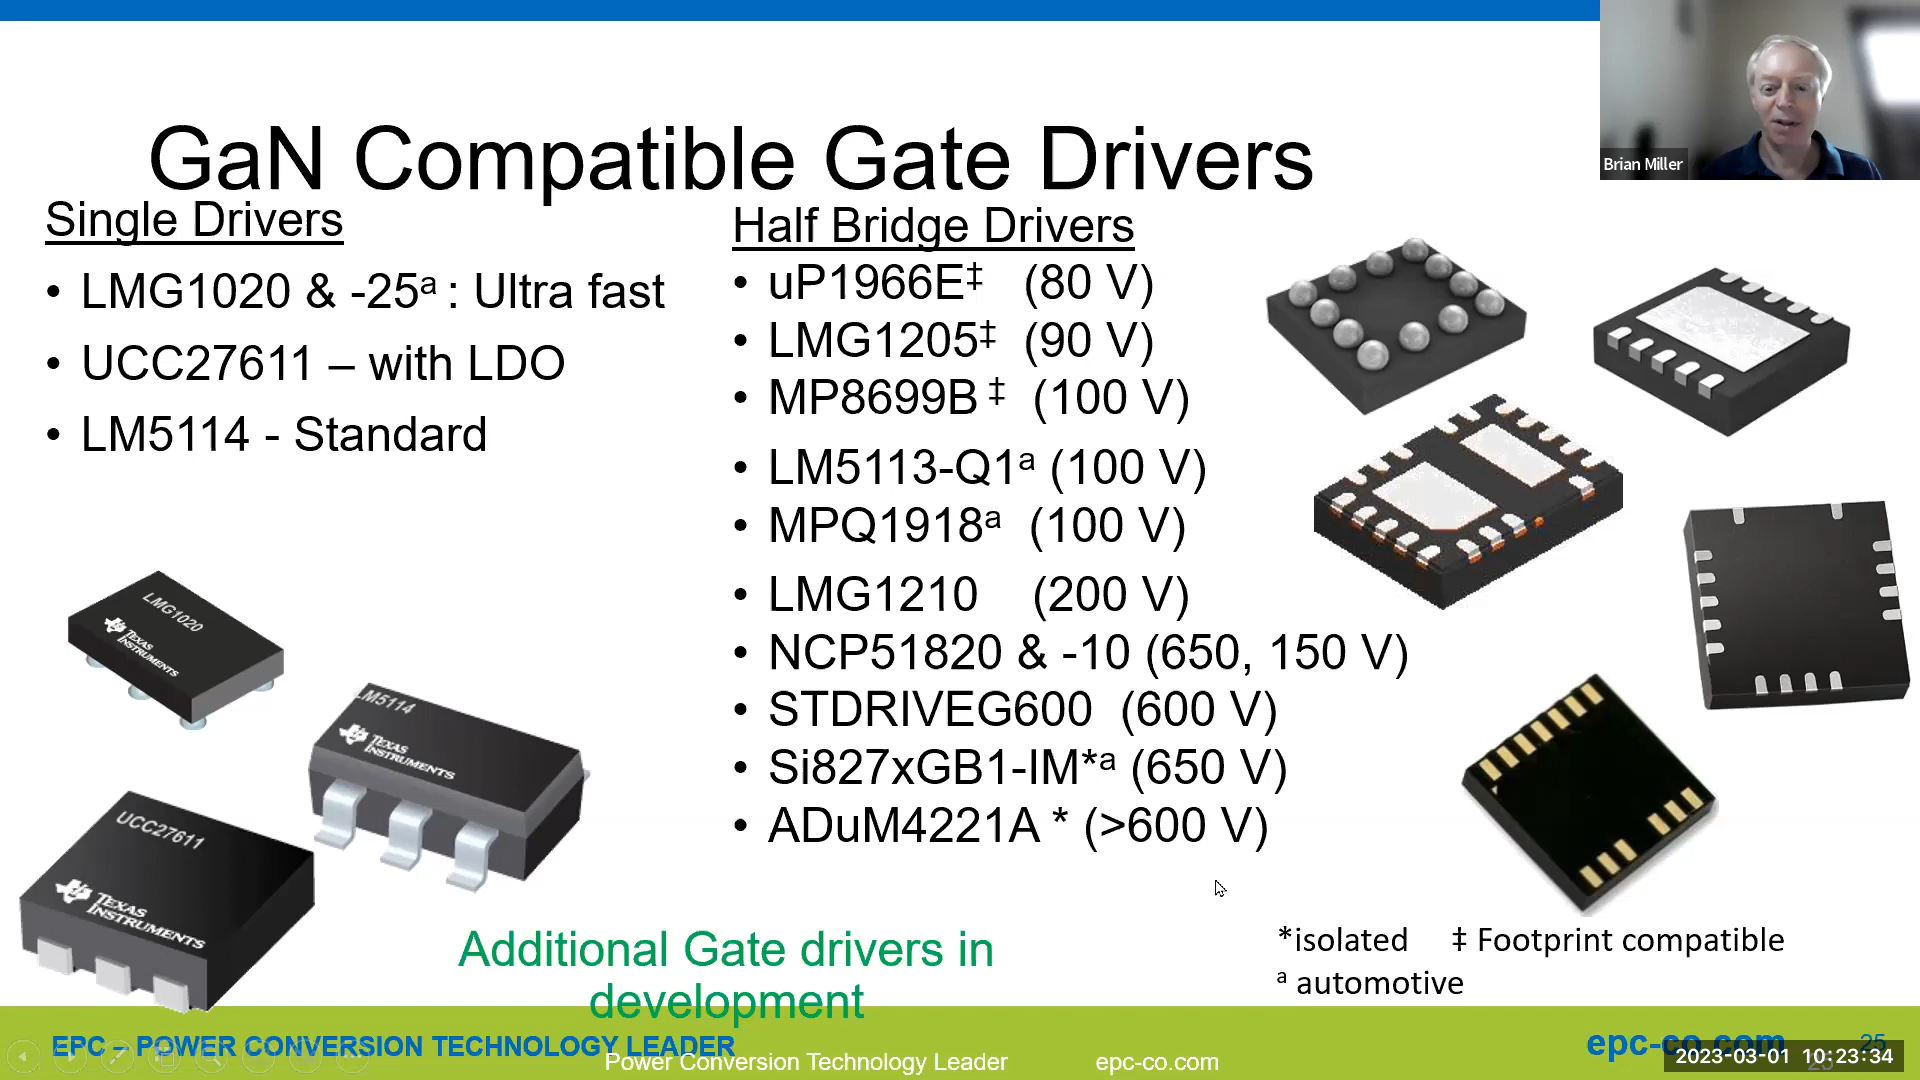 GaN Compatible Gate Drivers
Brian Miller
Single Drivers
• LMG1020 & -25ᵃ : Ultra fast
• UCC27611 – with LDO
• LM5114 - Standard
Half Bridge Drivers
• uP1966E‡ (80 V)
• LMG1205‡ (90 V)
• MP8699B ‡ (100 V)
• LM5113-Q1ᵃ (100 V)
• MPQ1918ᵃ (100 V)
• LMG1210 (200 V)
• NCP51820 & -10 (650, 150 V)
• STDRIVEG600 (600 V)
• Si827xGB1-IM*ᵃ (650 V)
• ADuM4221A * (>600 V)
LMG1020
TEXAS
INSTRUMENTS
LM5114
TEXAS
INSTRUMENTS
UCC27611
TEXAS
INSTRUMENTS
Additional Gate drivers in
development
*isolated ‡ Footprint compatible
ᵃ automotive
EPC – POWER CONVERSION TECHNOLOGY LEADER
Power Conversion Technology Leader epc-co.com
epc-co.com 25
2023-03-01 10:23:34